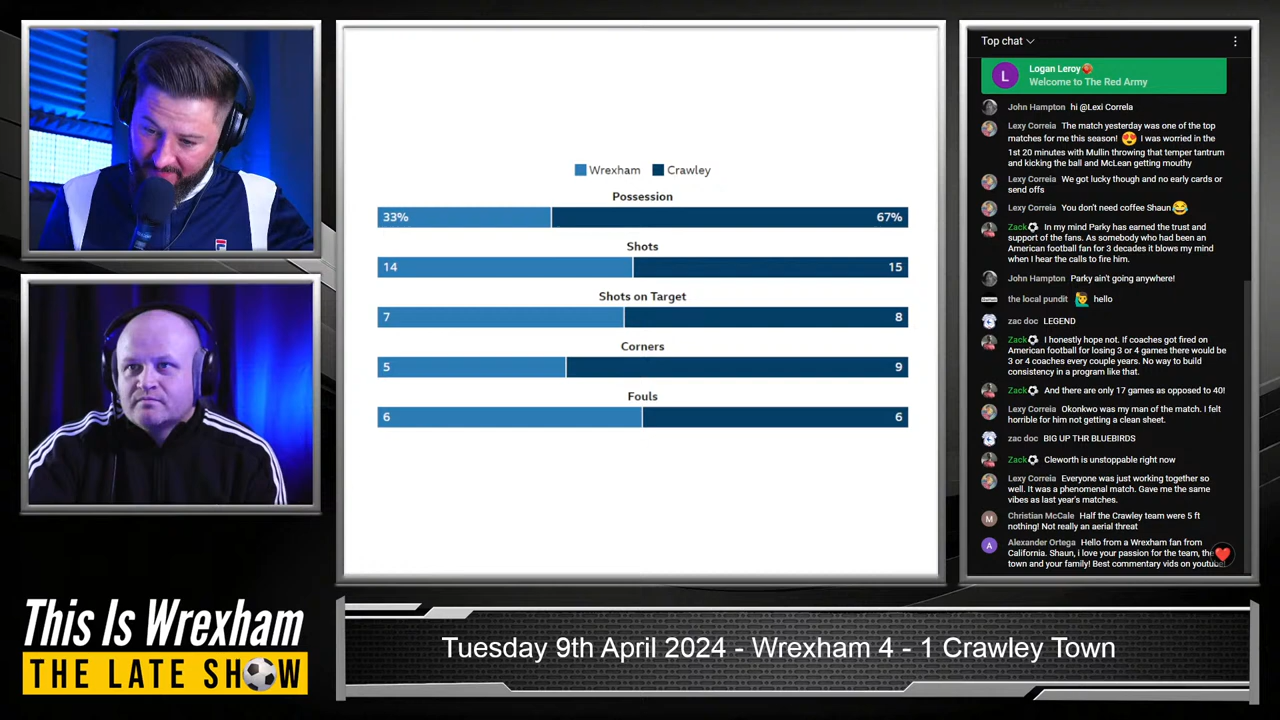 Wrexham Crawley
Possession
33% 67%
Shots
14 15
Shots on Target
7 8
Corners
5 9
Fouls
6 6
Top chat
L Logan Leroy
Welcome to The Red Army
John Hampton hi @Lexi Correla
Lexy Correia The match yesterday was one of the top
matches for me this season! 😍 I was worried in the
1st 20 minutes with Mullin throwing that temper tantrum
and kicking the ball and McLean getting mouthy
Lexy Correia We got lucky though and no early cards or
send offs
Lexy Correia You don't need coffee Shaun😂
Zack⚽ In my mind Parky has earned the trust and
support of the fans. As somebody who had been an
American football fan for 3 decades it blows my mind
when I hear the calls to fire him.
John Hampton Parky ain't going anywhere!
the local pundit 🙋‍♂️ hello
zac doc LEGEND
Zack⚽ I honestly hope not. If coaches got fired on
American football for losing 3 or 4 games there would be
3 or 4 coaches every couple years. No way to build
consistency in a program like that.
Zack⚽ And there are only 17 games as opposed to 40!
Lexy Correia Okonkwo was my man of the match. I felt
horrible for him not getting a clean sheet.
zac doc BIG UP THR BLUEBIRDS
Zack⚽ Cleworth is unstoppable right now
Lexy Correia Everyone was just working together so
well. It was a phenomenal match. Gave me the same
vibes as last year's matches.
M Christian McCale Half the Crawley team were 5 ft
nothing! Not really an aerial threat
A Alexander Ortega Hello from a Wrexham fan from
California. Shaun, i love your passion for the team, the
town and your family! Best commentary vids on youtube
This Is Wrexham
THE LATE SHOW
Tuesday 9th April 2024 - Wrexham 4 - 1 Crawley Town